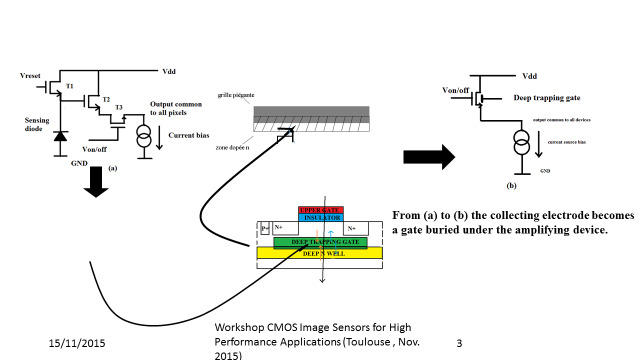 Vreset
T1
Vdd
T2
T3
Output common
to all pixels
Sensing
diode
Current bias
Von/off
GND
(a)
grille piégeante
zone dopée n
UPPER GATE
INSULATOR
P+
N+
N+
DEEP TRAPPING GATE
DEEP N WELL
Vdd
Von/off
Deep trapping gate
output common to all devices
current source bias
GND
(b)
From (a) to (b) the collecting electrode becomes
a gate buried under the amplifying device.
15/11/2015
Workshop CMOS Image Sensors for High
Performance Applications (Toulouse , Nov.
2015)
3